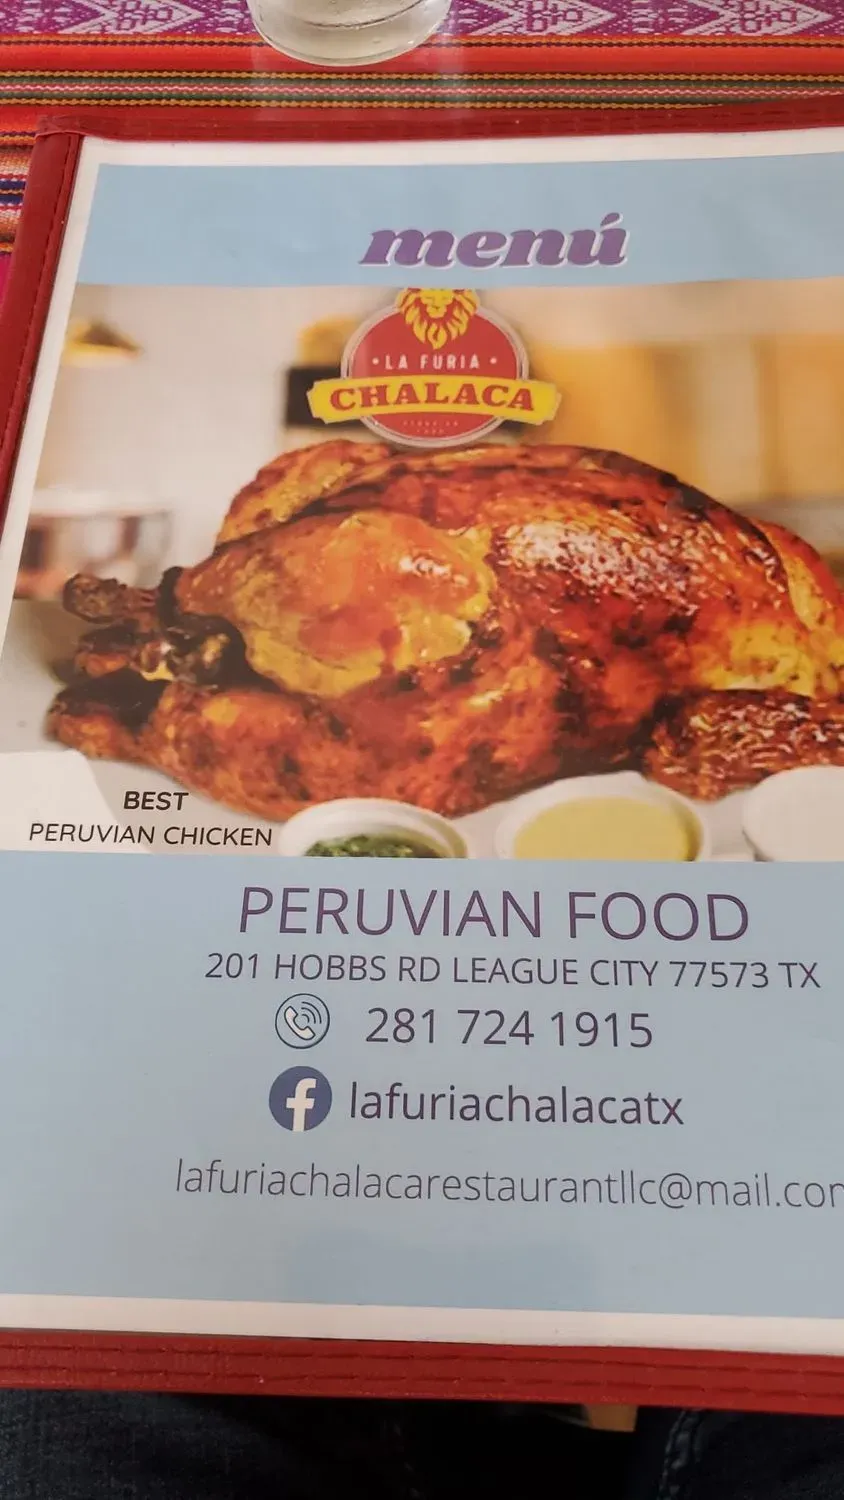 menú
LA FURIA
CHALACA
BEST
PERUVIAN CHICKEN
PERUVIAN FOOD
201 HOBBS RD LEAGUE CITY 77573 TX
281 724 1915
lafuriachalacatx
lafuriachalacarestaurantllc@mail.com